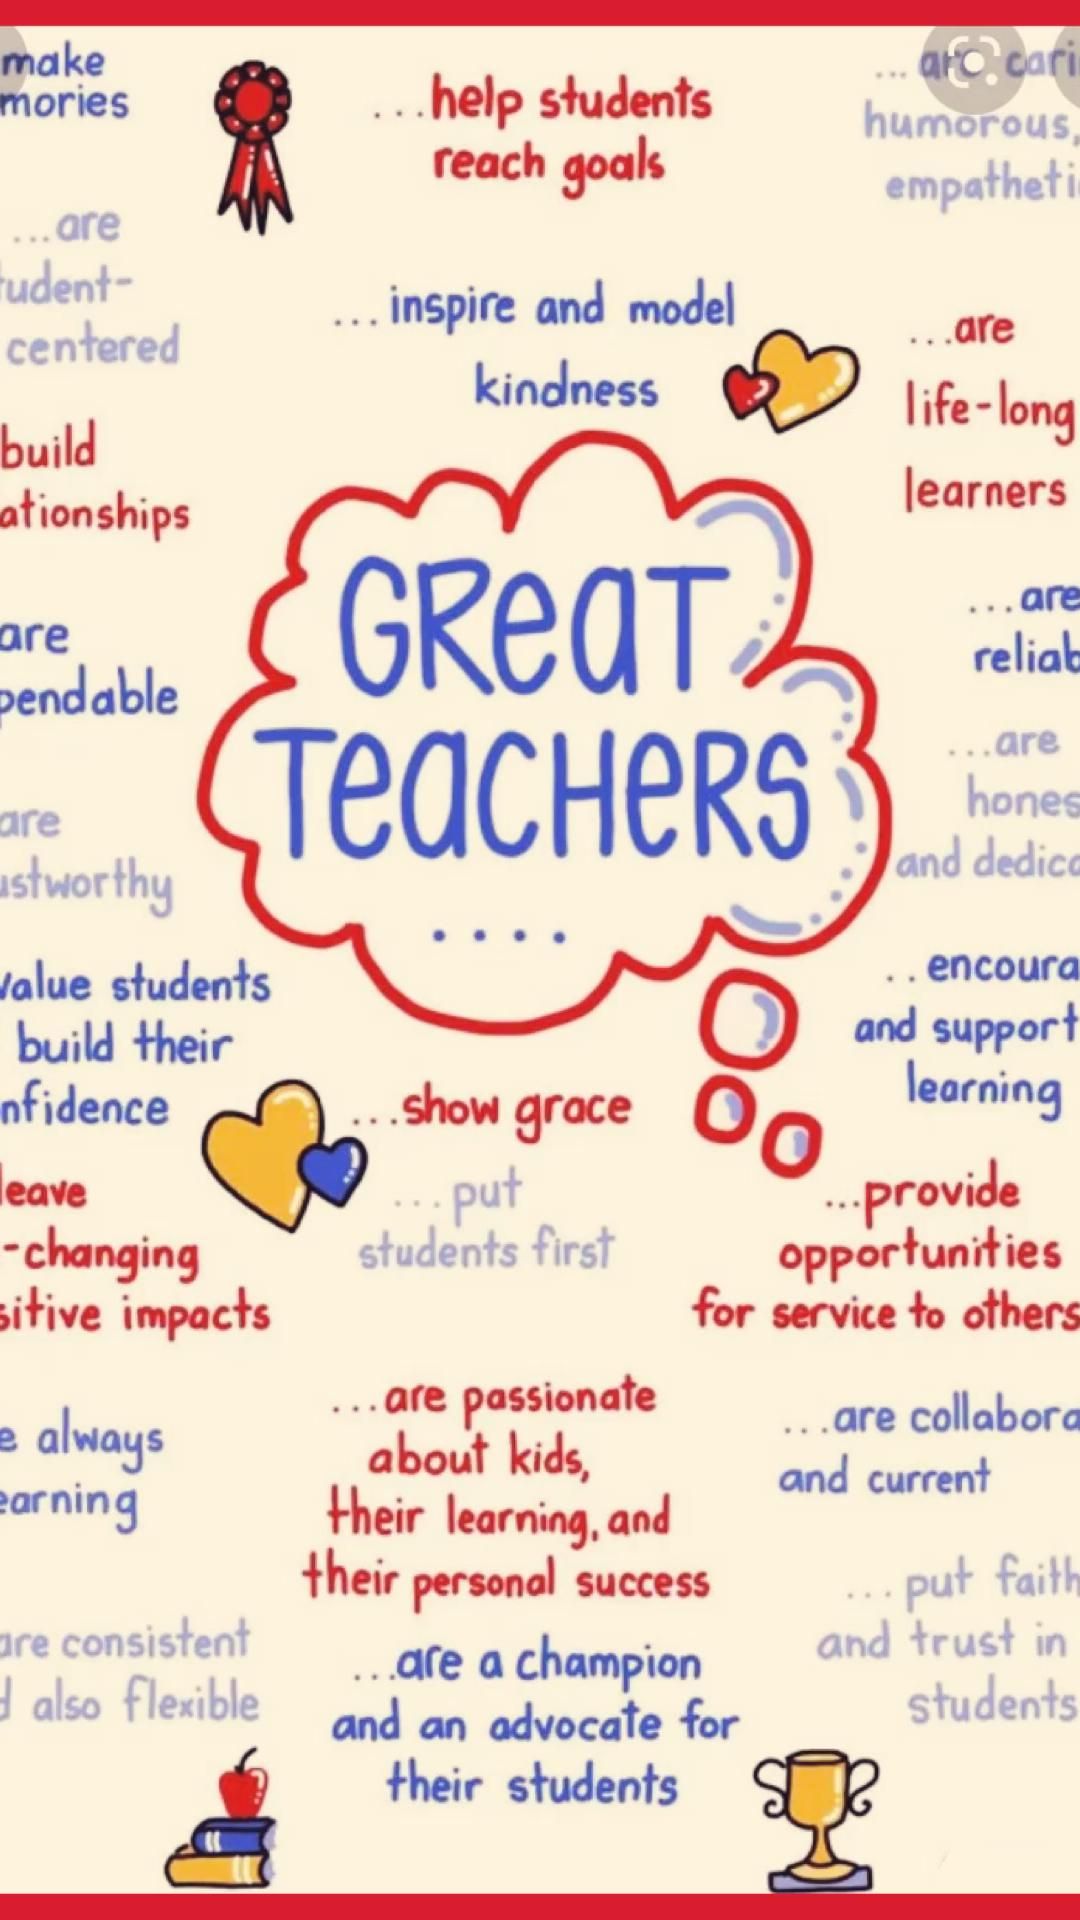 make
mories
...help students
reach goals
... are cari
humorous,
empatheti
...are
tudent-
centered
...inspire and model
kindness
...are
life-long
learners
build
ationships
GReaT
TeacHeRS
....
are
pendable
...are
reliab
are
ustworthy
...are
hones
and dedica
value students
build their
nfidence
..encoura
and support
learning
...show grace
...put
students first
leave
-changing
sitive impacts
...provide
opportunities
for service to others
...are passionate
about kids,
their learning, and
their personal success
e always
earning
...are collabora
and current
are consistent
d also flexible
...are a champion
and an advocate for
their students
... put faith
and trust in
students